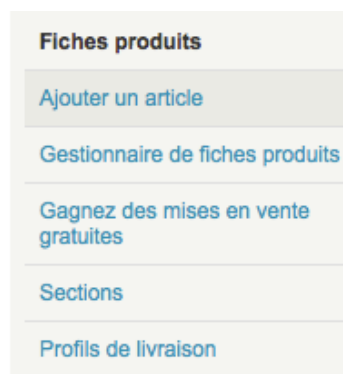 Fiches produits
Ajouter un article
Gestionnaire de fiches produits
Gagnez des mises en vente
gratuites
Sections
Profils de livraison